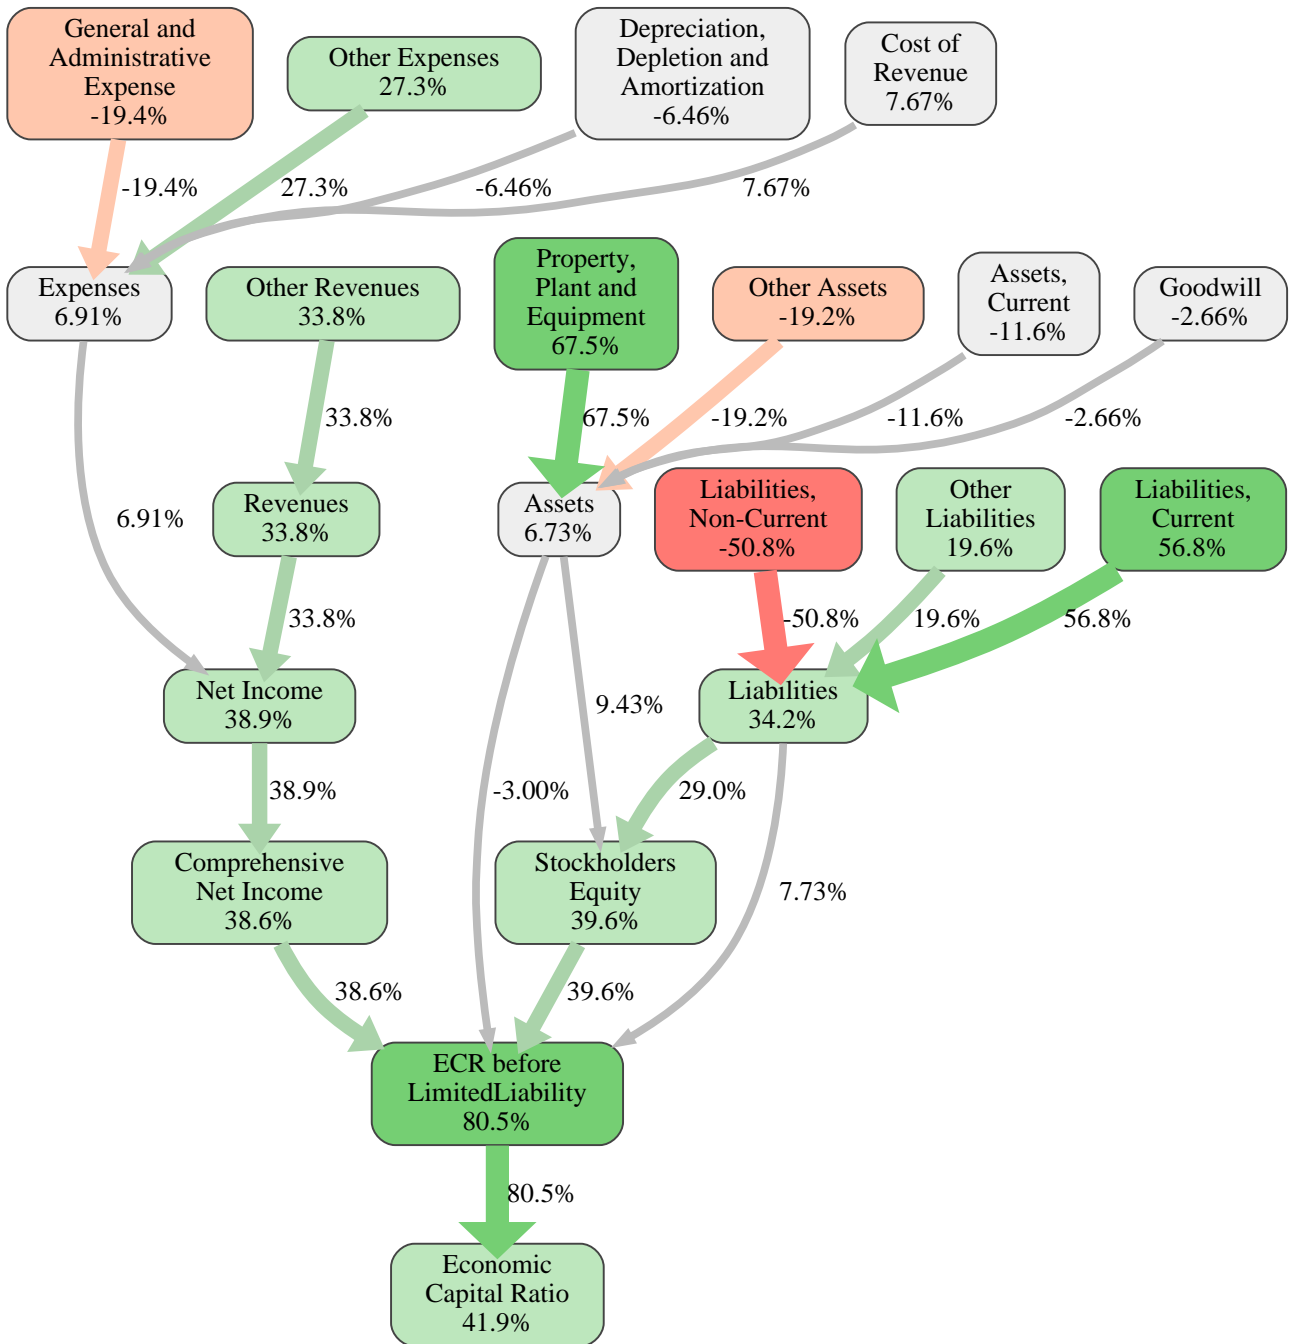 General and
Administrative
Expense
-19.4%
Other Expenses
27.3%
Depreciation,
Depletion and
Amortization
-6.46%
Cost of
Revenue
7.67%
-19.4%
27.3%
-6.46%
7.67%
Expenses
6.91%
Other Revenues
33.8%
Property,
Plant and
Equipment
67.5%
Other Assets
-19.2%
Assets,
Current
-11.6%
Goodwill
-2.66%
33.8%
67.5%
-19.2%
-11.6%
-2.66%
6.91%
Revenues
33.8%
Assets
6.73%
Liabilities,
Non-Current
-50.8%
Other
Liabilities
19.6%
Liabilities,
Current
56.8%
33.8%
-50.8%
19.6%
56.8%
Net Income
38.9%
9.43%
Liabilities
34.2%
38.9%
-3.00%
29.0%
Comprehensive
Net Income
38.6%
Stockholders
Equity
39.6%
7.73%
38.6%
39.6%
ECR before
LimitedLiability
80.5%
80.5%
Economic
Capital Ratio
41.9%